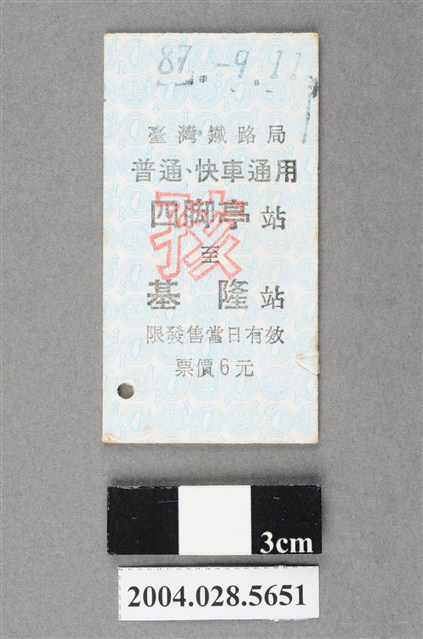 87.-9.11
臺灣鐵路局
普通、快車通用
四脚亭站
孩
至
基隆站
限發售當日有效
票價6元
3cm
2004.028.5651